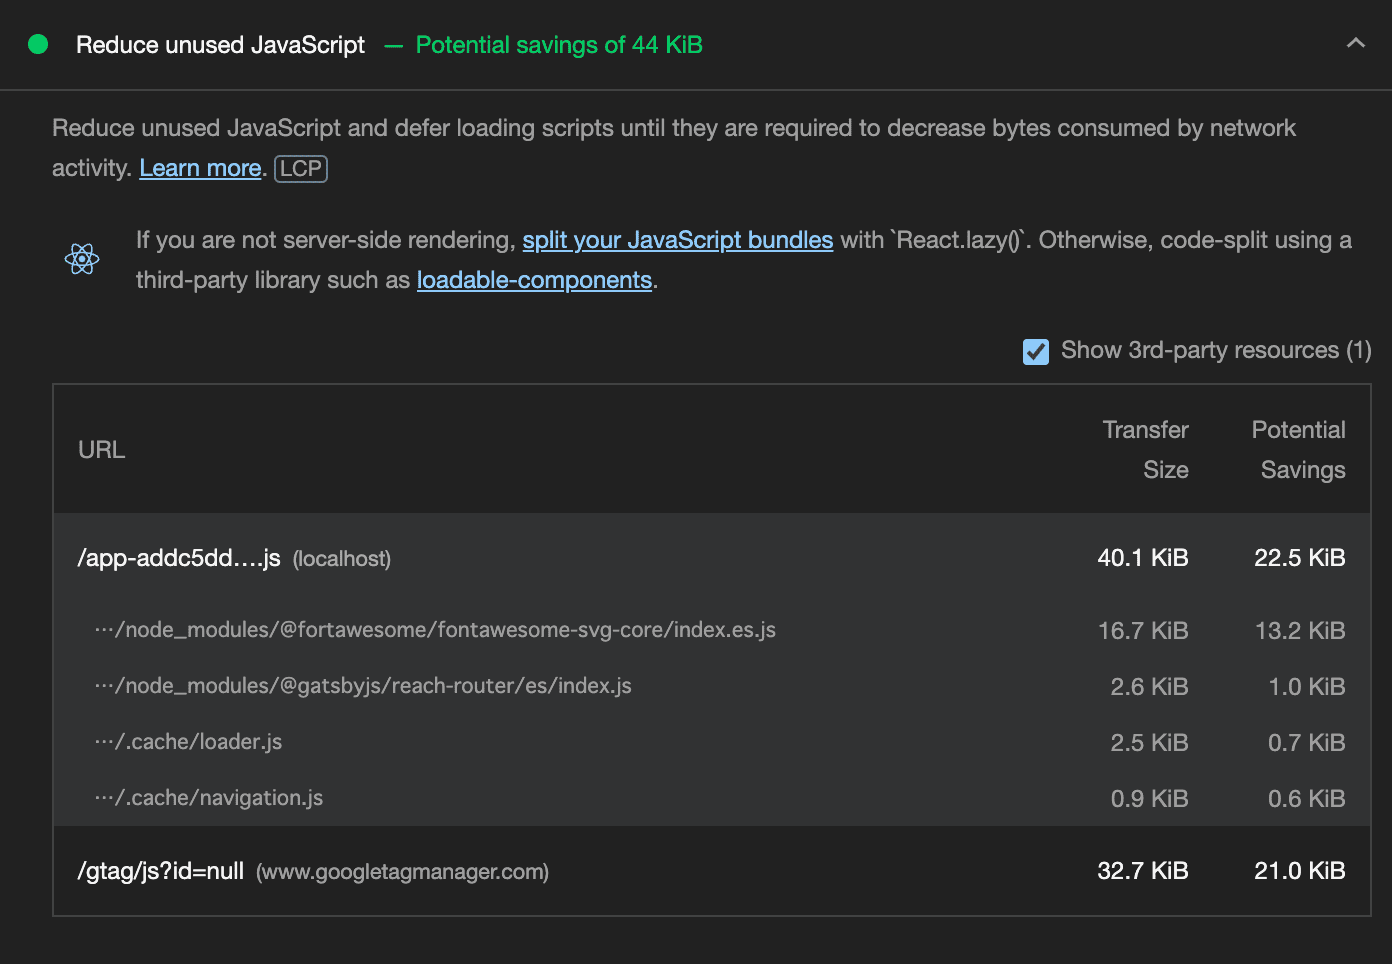 Reduce unused JavaScript — Potential savings of 44 KiB
Reduce unused JavaScript and defer loading scripts until they are required to decrease bytes consumed by network
activity. Learn more. LCP
If you are not server-side rendering, split your JavaScript bundles with `React.lazy()`. Otherwise, code-split using a
third-party library such as loadable-components.
Show 3rd-party resources (1)
URL Transfer Size Potential Savings
/app-addc5dd….js (localhost) 40.1 KiB 22.5 KiB
⋯/node_modules/@fortawesome/fontawesome-svg-core/index.es.js 16.7 KiB 13.2 KiB
⋯/node_modules/@gatsbyjs/reach-router/es/index.js 2.6 KiB 1.0 KiB
⋯/.cache/loader.js 2.5 KiB 0.7 KiB
⋯/.cache/navigation.js 0.9 KiB 0.6 KiB
/gtag/js?id=null (www.googletagmanager.com) 32.7 KiB 21.0 KiB